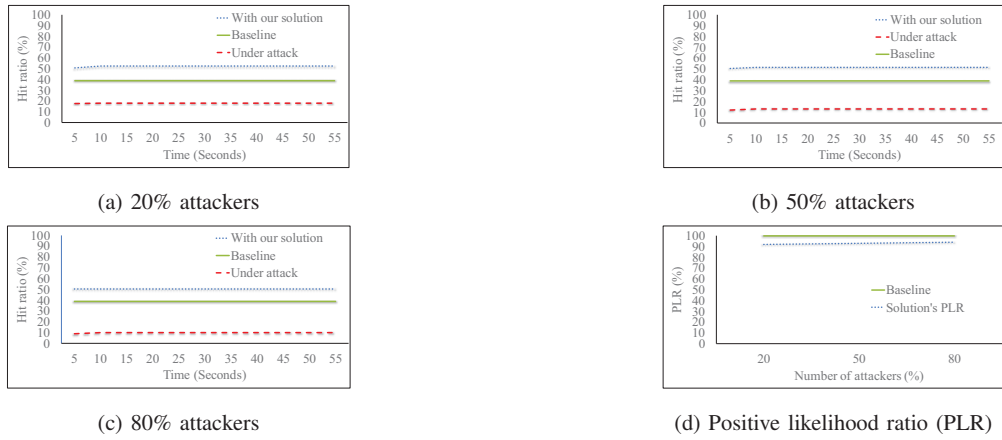 100
90
80
70
60
50
40
30
20
10
0
Hit ratio (%)
With our solution
Baseline
Under attack
5 10 15 20 25 30 35 40 45 50 55
Time (Seconds)
(a) 20% attackers
100
90
80
70
60
50
40
30
20
10
0
Hit ratio (%)
With our solution
Under attack
Baseline
5 10 15 20 25 30 35 40 45 50 55
Time (Seconds)
(b) 50% attackers
100
90
80
70
60
50
40
30
20
10
0
Hit ratio (%)
With our solution
Baseline
Under attack
5 10 15 20 25 30 35 40 45 50 55
Time (Seconds)
(c) 80% attackers
100
90
80
70
60
50
40
30
20
10
0
PLR (%)
Baseline
Solution's PLR
20 50 80
Number of attackers (%)
(d) Positive likelihood ratio (PLR)